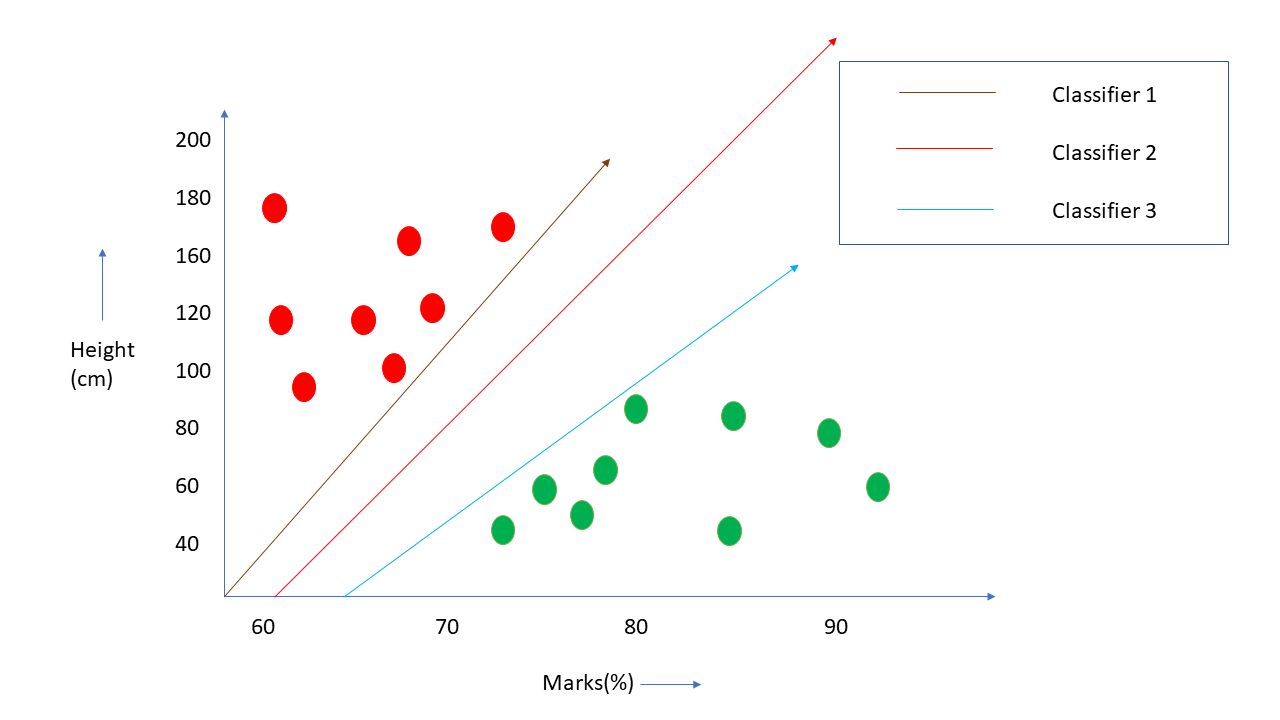 Classifier 1
Classifier 2
Classifier 3
200
180
160
120
100
80
60
40
Height
(cm)
60 70 80 90
Marks(%)